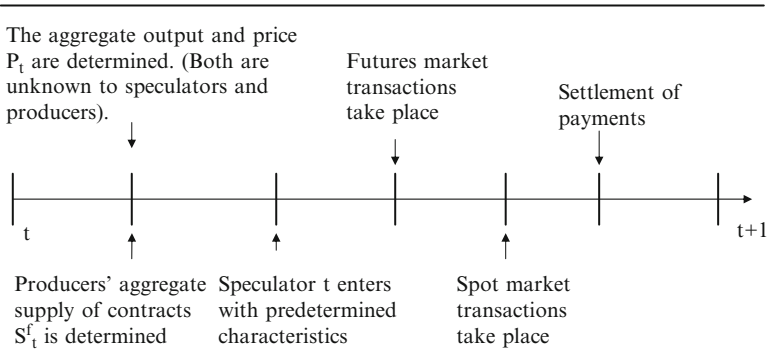 The aggregate output and price
P_t are determined. (Both are
unknown to speculators and
producers).
Futures market
transactions
take place
Settlement of
payments
t
t+1
Producers’ aggregate
supply of contracts
S^f_t is determined
Speculator t enters
with predetermined
characteristics
Spot market
transactions
take place